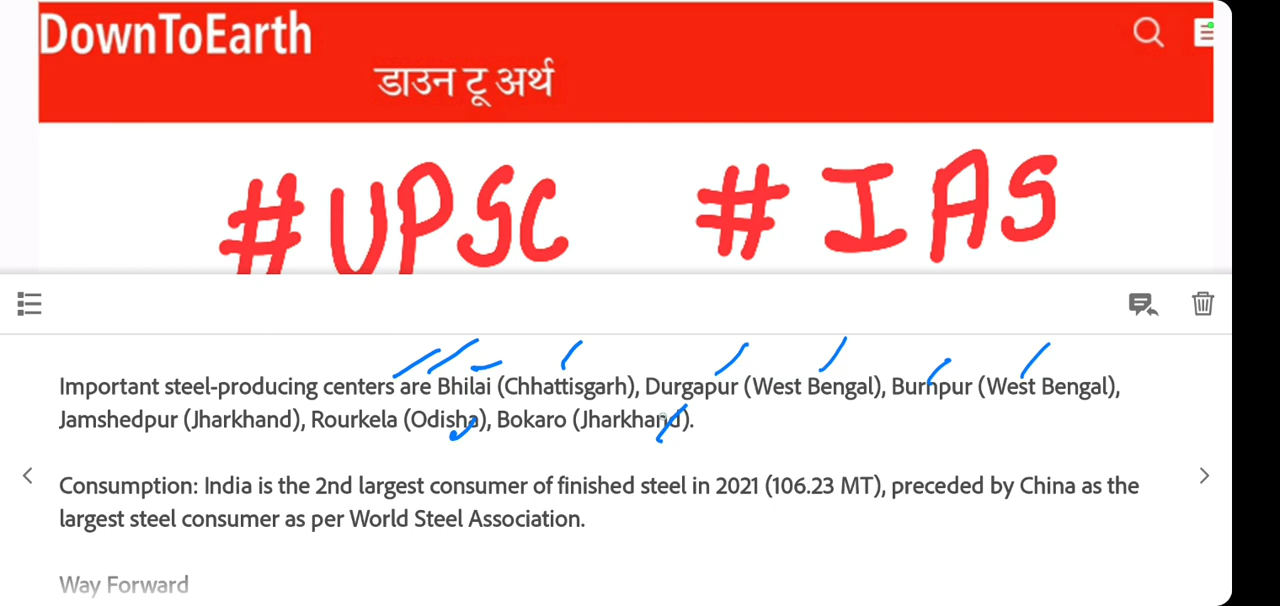 DownToEarth
डाउन टू अर्थ
#UPSC #IAS
Important steel-producing centers are Bhilai (Chhattisgarh), Durgapur (West Bengal), Burnpur (West Bengal),
Jamshedpur (Jharkhand), Rourkela (Odisha), Bokaro (Jharkhand).
Consumption: India is the 2nd largest consumer of finished steel in 2021 (106.23 MT), preceded by China as the
largest steel consumer as per World Steel Association.
Way Forward